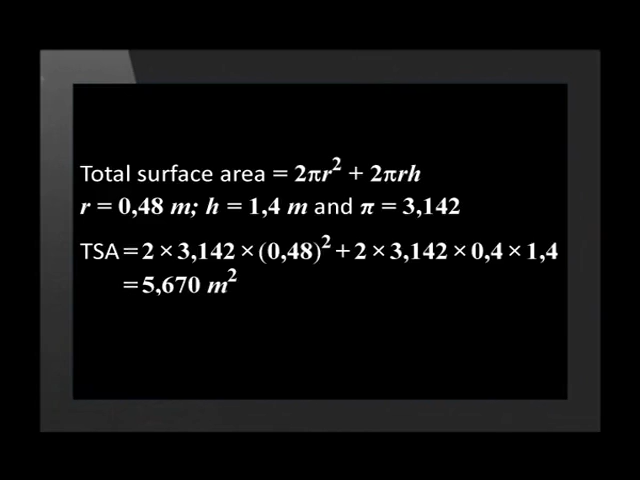 Total surface area = 2πr² + 2πrh
r = 0,48 m; h = 1,4 m and π = 3,142
TSA = 2 × 3,142 × (0,48)² + 2 × 3,142 × 0,4 × 1,4
= 5,670 m²